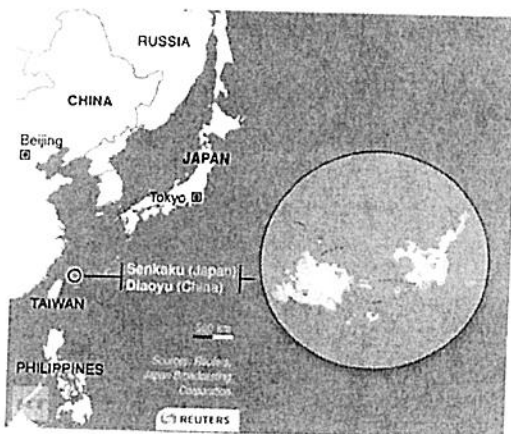 RUSSIA
CHINA
Beijing
JAPAN
Tokyo
Senkaku (Japan)
Diaoyu (China)
TAIWAN
PHILIPPINES
Sources: Reuters,
Japan Broadcasting
Corporation
REUTERS